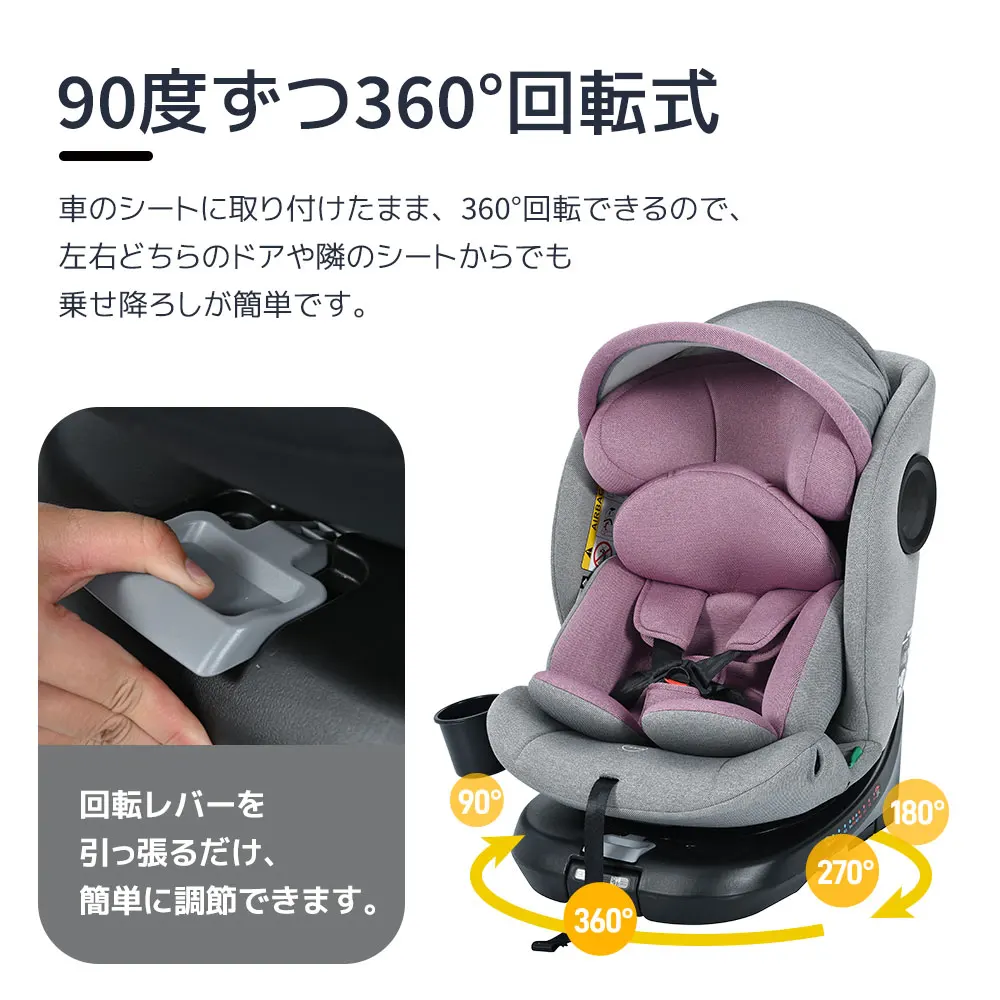 90度ずつ360°回転式
車のシートに取り付けたまま、360°回転できるので、
左右どちらのドアや隣のシートからでも
乗せ降ろしが簡単です。
AIRBAG
回転レバーを
引っ張るだけ、
簡単に調節できます。
90°
180°
270°
360°